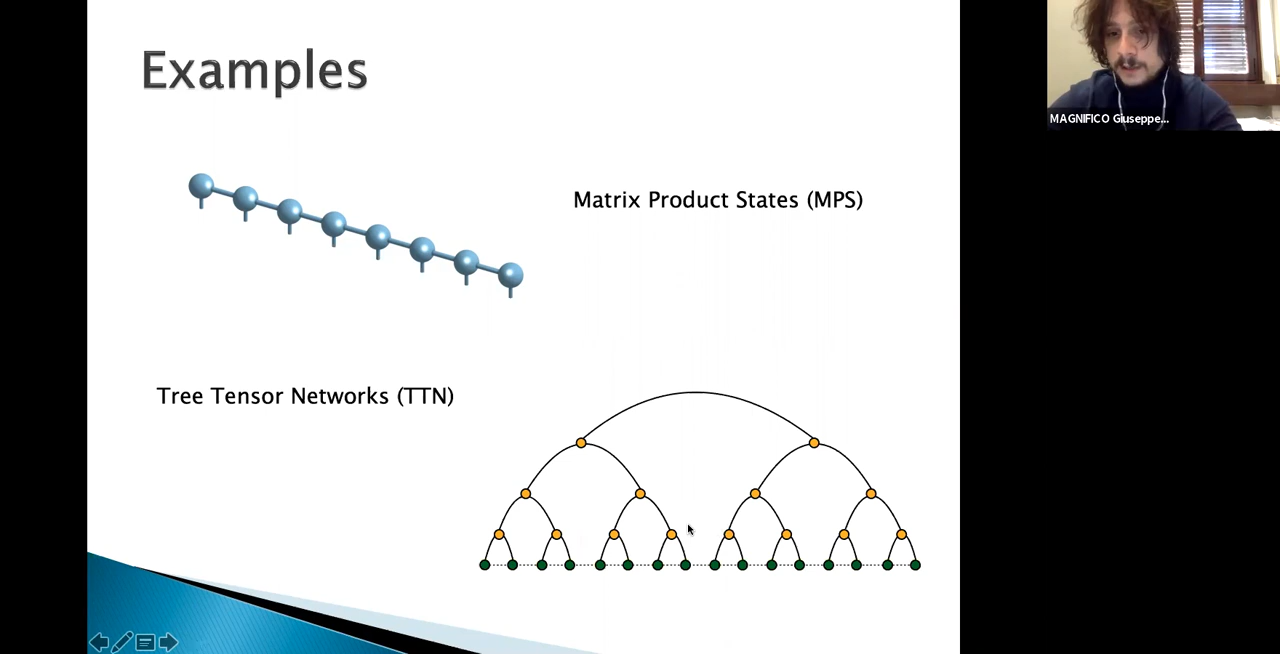 Examples
MAGNIFICO Giuseppe...
Matrix Product States (MPS)
Tree Tensor Networks (TTN)